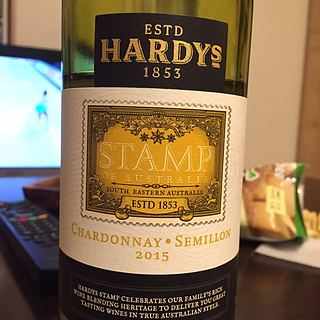 ESTD
HARDYS
1853
STAMP
OF AUSTRALIA
SOUTH EASTERN AUSTRALIA
ESTD 1853
CHARDONNAY • SEMILLON
2015
HARDYS STAMP CELEBRATES OUR FAMILY'S RICH
WINE BLENDING HERITAGE TO DELIVER YOU GREAT
TASTING WINES IN TRUE AUSTRALIAN STYLE.